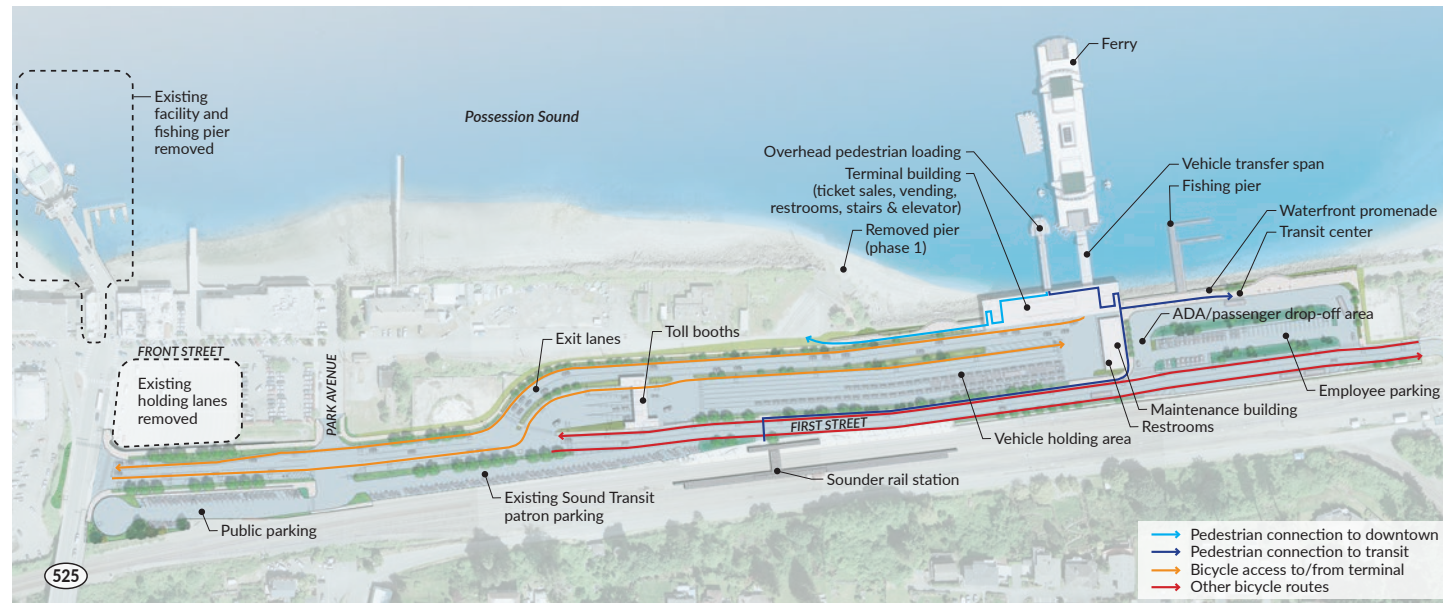 Ferry
Existing
facility and
fishing pier
removed
Possession Sound
Overhead pedestrian loading
Terminal building
(ticket sales, vending,
restrooms, stairs & elevator)
Removed pier
(phase 1)
Vehicle transfer span
Fishing pier
Waterfront promenade
Transit center
ADA/passenger drop-off area
Toll booths
Exit lanes
FRONT STREET
PARK AVENUE
Existing
holding lanes
removed
Employee parking
Maintenance building
Restrooms
FIRST STREET
Vehicle holding area
Sounder rail station
Existing Sound Transit
patron parking
Public parking
525
Pedestrian connection to downtown
Pedestrian connection to transit
Bicycle access to/from terminal
Other bicycle routes